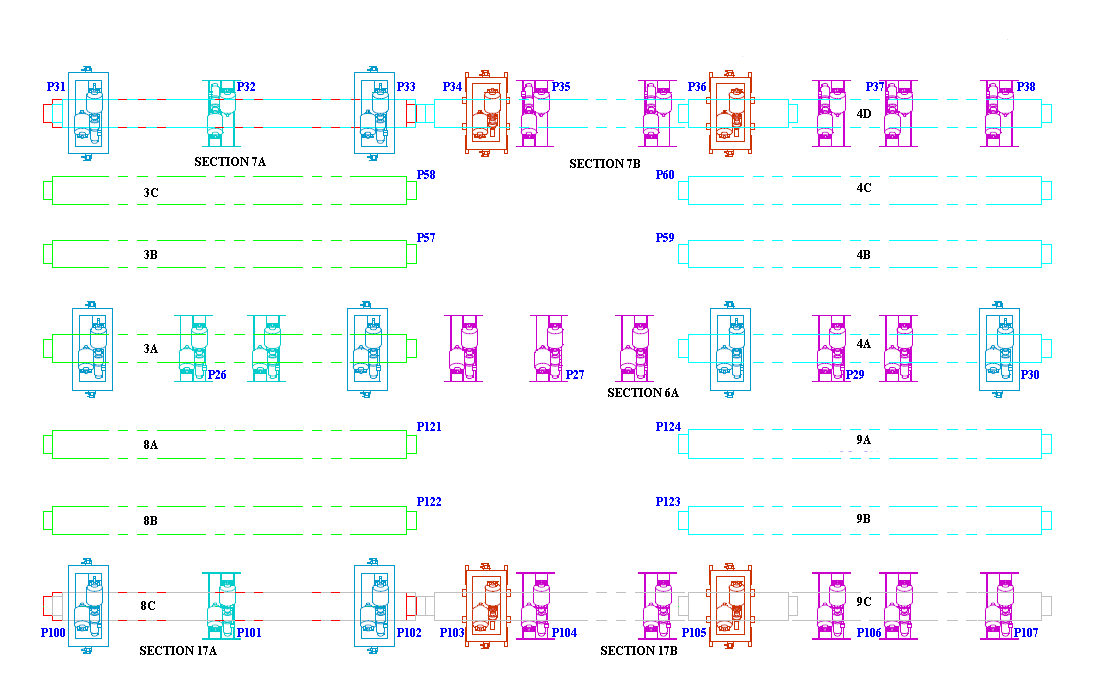 P31 P32 P33 P34 P35 P36 P37 P38
4D
SECTION 7A SECTION 7B
P58 P60
3C 4C
P57 P59
3B 4B
3A 4A
P26 P27 P29 P30
SECTION 6A
P121 P124
8A 9A
P122 P123
8B 9B
8C 9C
P100 P101 P102 P103 P104 P105 P106 P107
SECTION 17A SECTION 17B